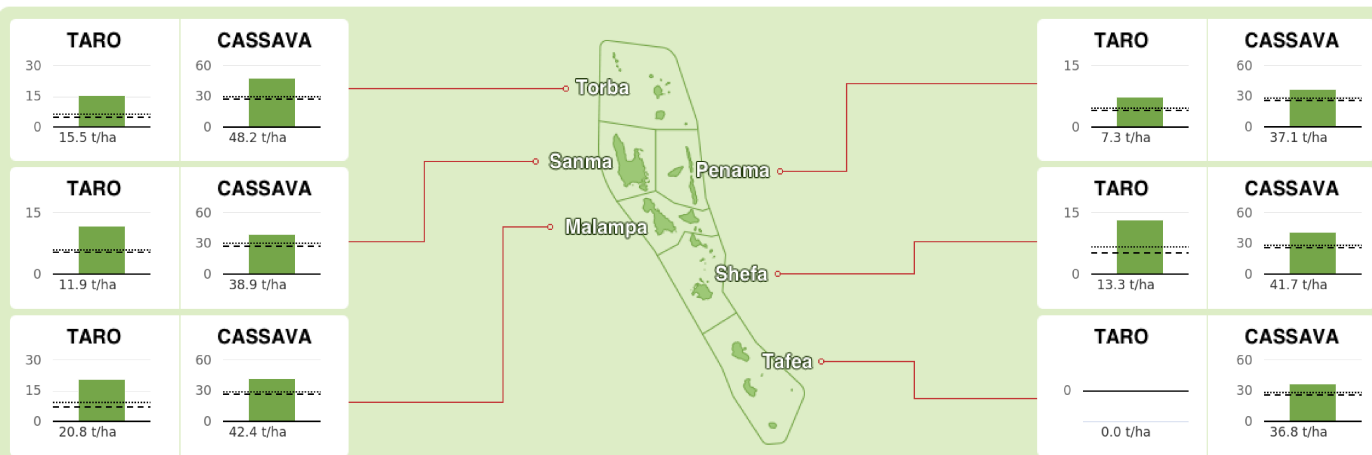 TARO
30
15
0
15.5 t/ha
CASSAVA
60
30
0
48.2 t/ha
TARO
15
0
11.9 t/ha
CASSAVA
60
30
0
38.9 t/ha
TARO
30
15
0
20.8 t/ha
CASSAVA
60
30
0
42.4 t/ha
Torba
Sanma
Penama
Malampa
Shefa
Tafea
TARO
15
0
7.3 t/ha
CASSAVA
60
30
0
37.1 t/ha
TARO
15
0
13.3 t/ha
CASSAVA
60
30
0
41.7 t/ha
TARO
0
0.0 t/ha
CASSAVA
60
30
0
36.8 t/ha